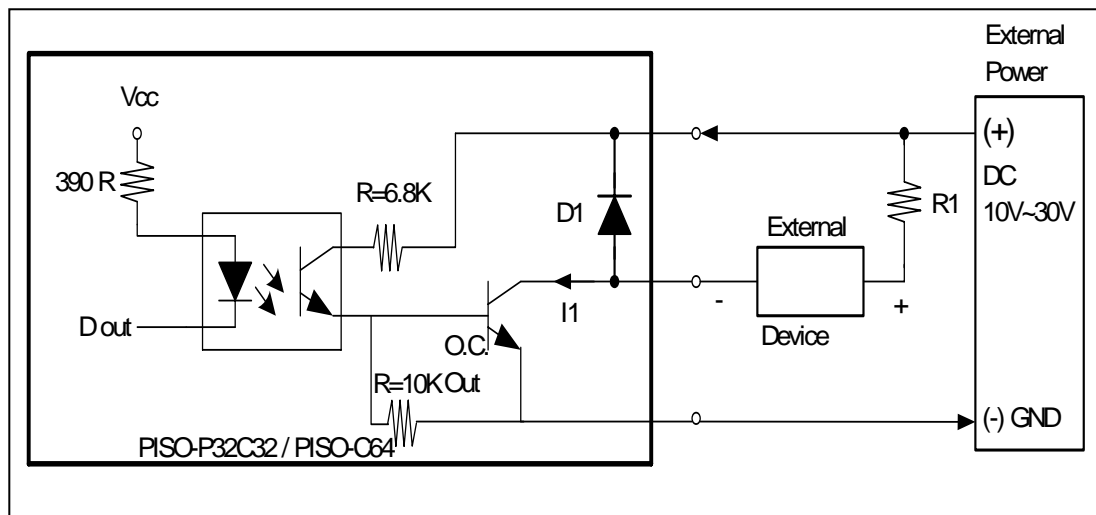 External
Power
Vcc
(+)
390 R
R=6.8K
DC
10V~30V
D1
R1
External
Device
-
+
I1
Dout
O.C.
Out
R=10K
(-) GND
PISO-P32C32 / PISO-C64